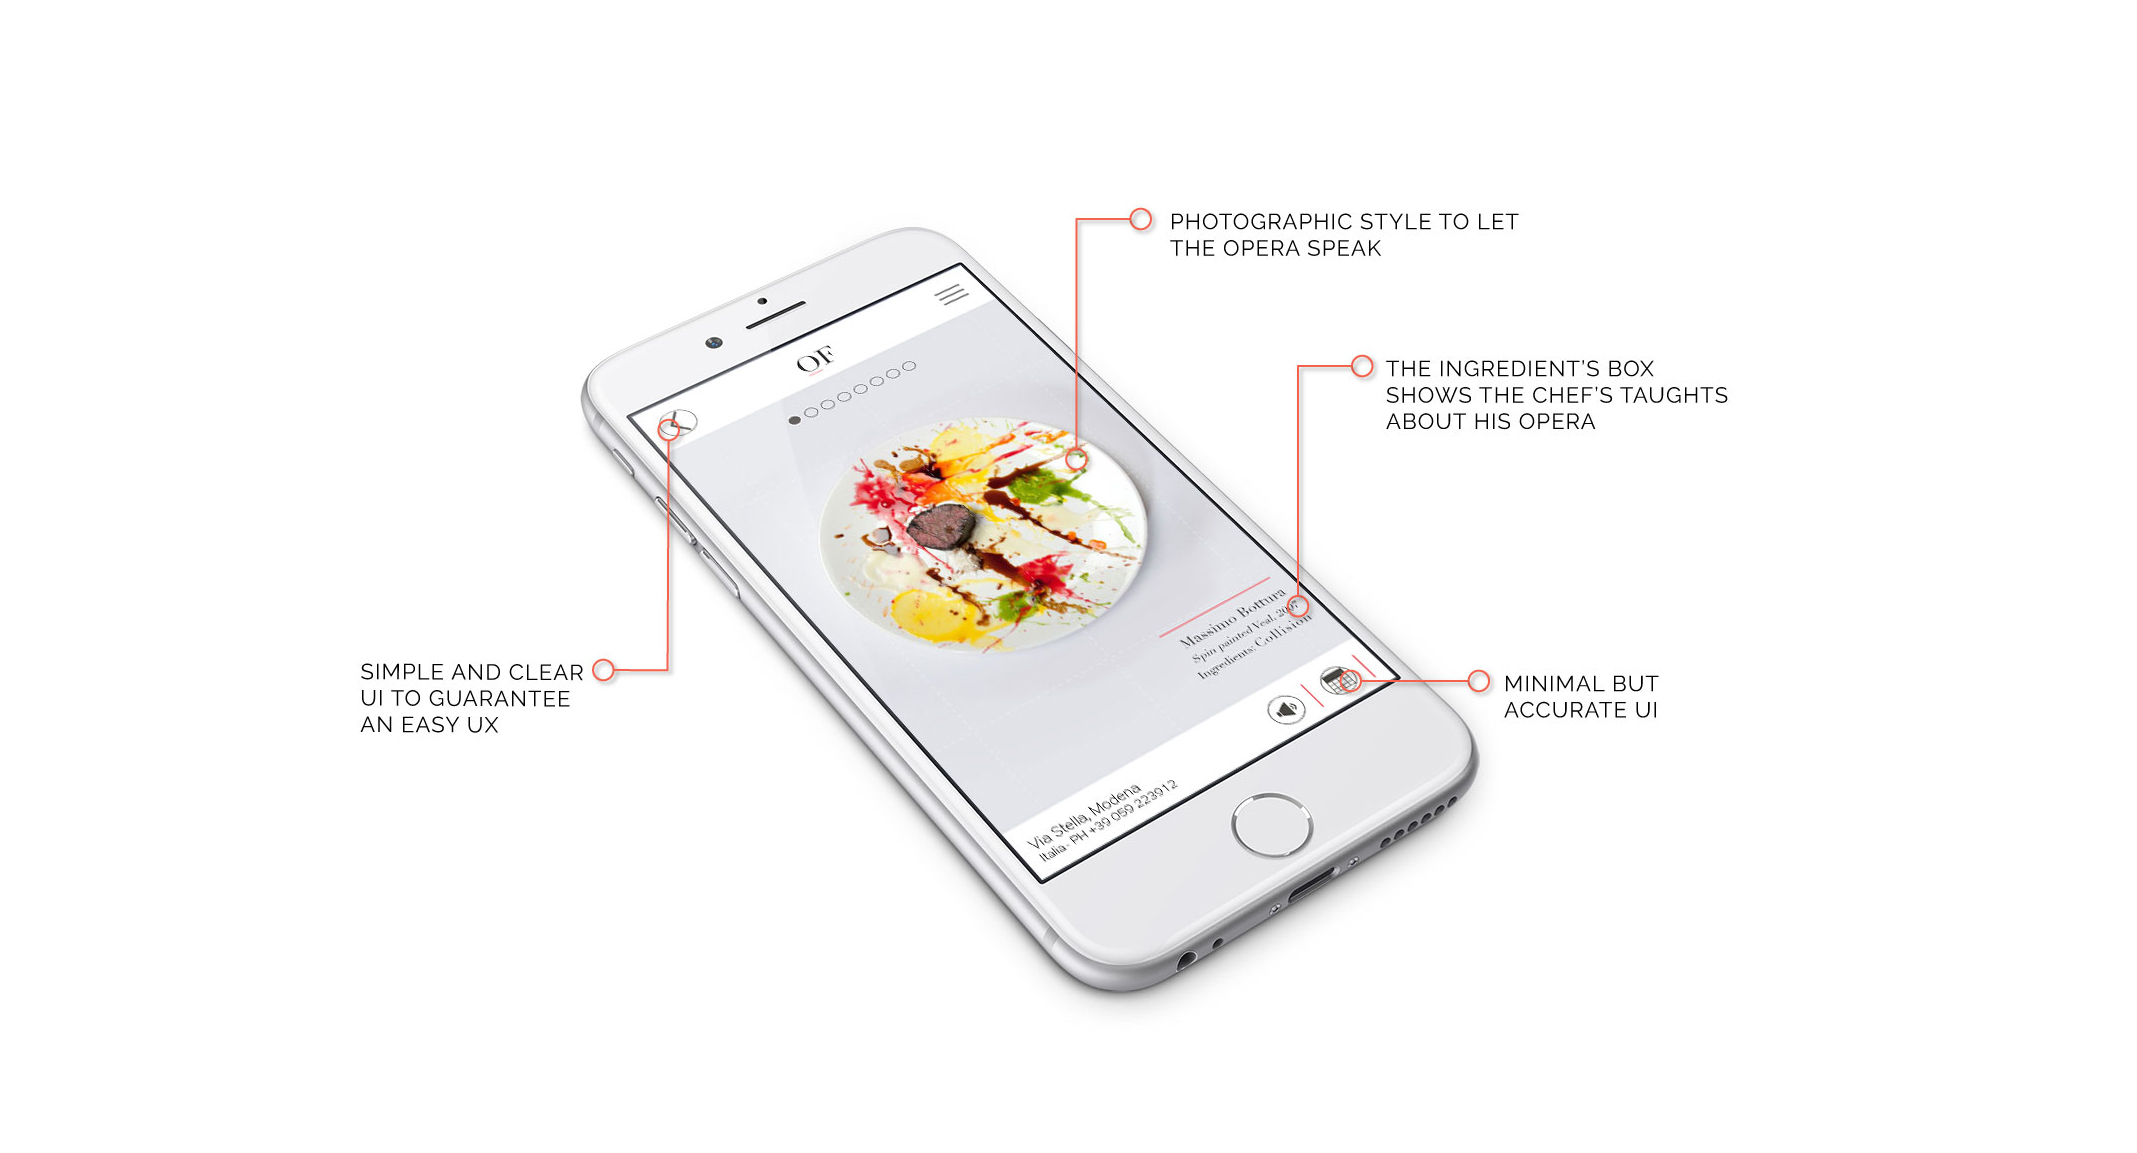 PHOTOGRAPHIC STYLE TO LET
THE OPERA SPEAK
THE INGREDIENT'S BOX
SHOWS THE CHEF'S TAUGHTS
ABOUT HIS OPERA
OF
Massimo Bottura
Spin painted Veal, 2007
Ingredients: Collision
SIMPLE AND CLEAR
UI TO GUARANTEE
AN EASY UX
MINIMAL BUT
ACCURATE UI
Via Stella, Modena
Italia - PH +39 059 223912